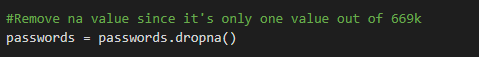 #Remove na value since it's only one value out of 669k
passwords = passwords.dropna()